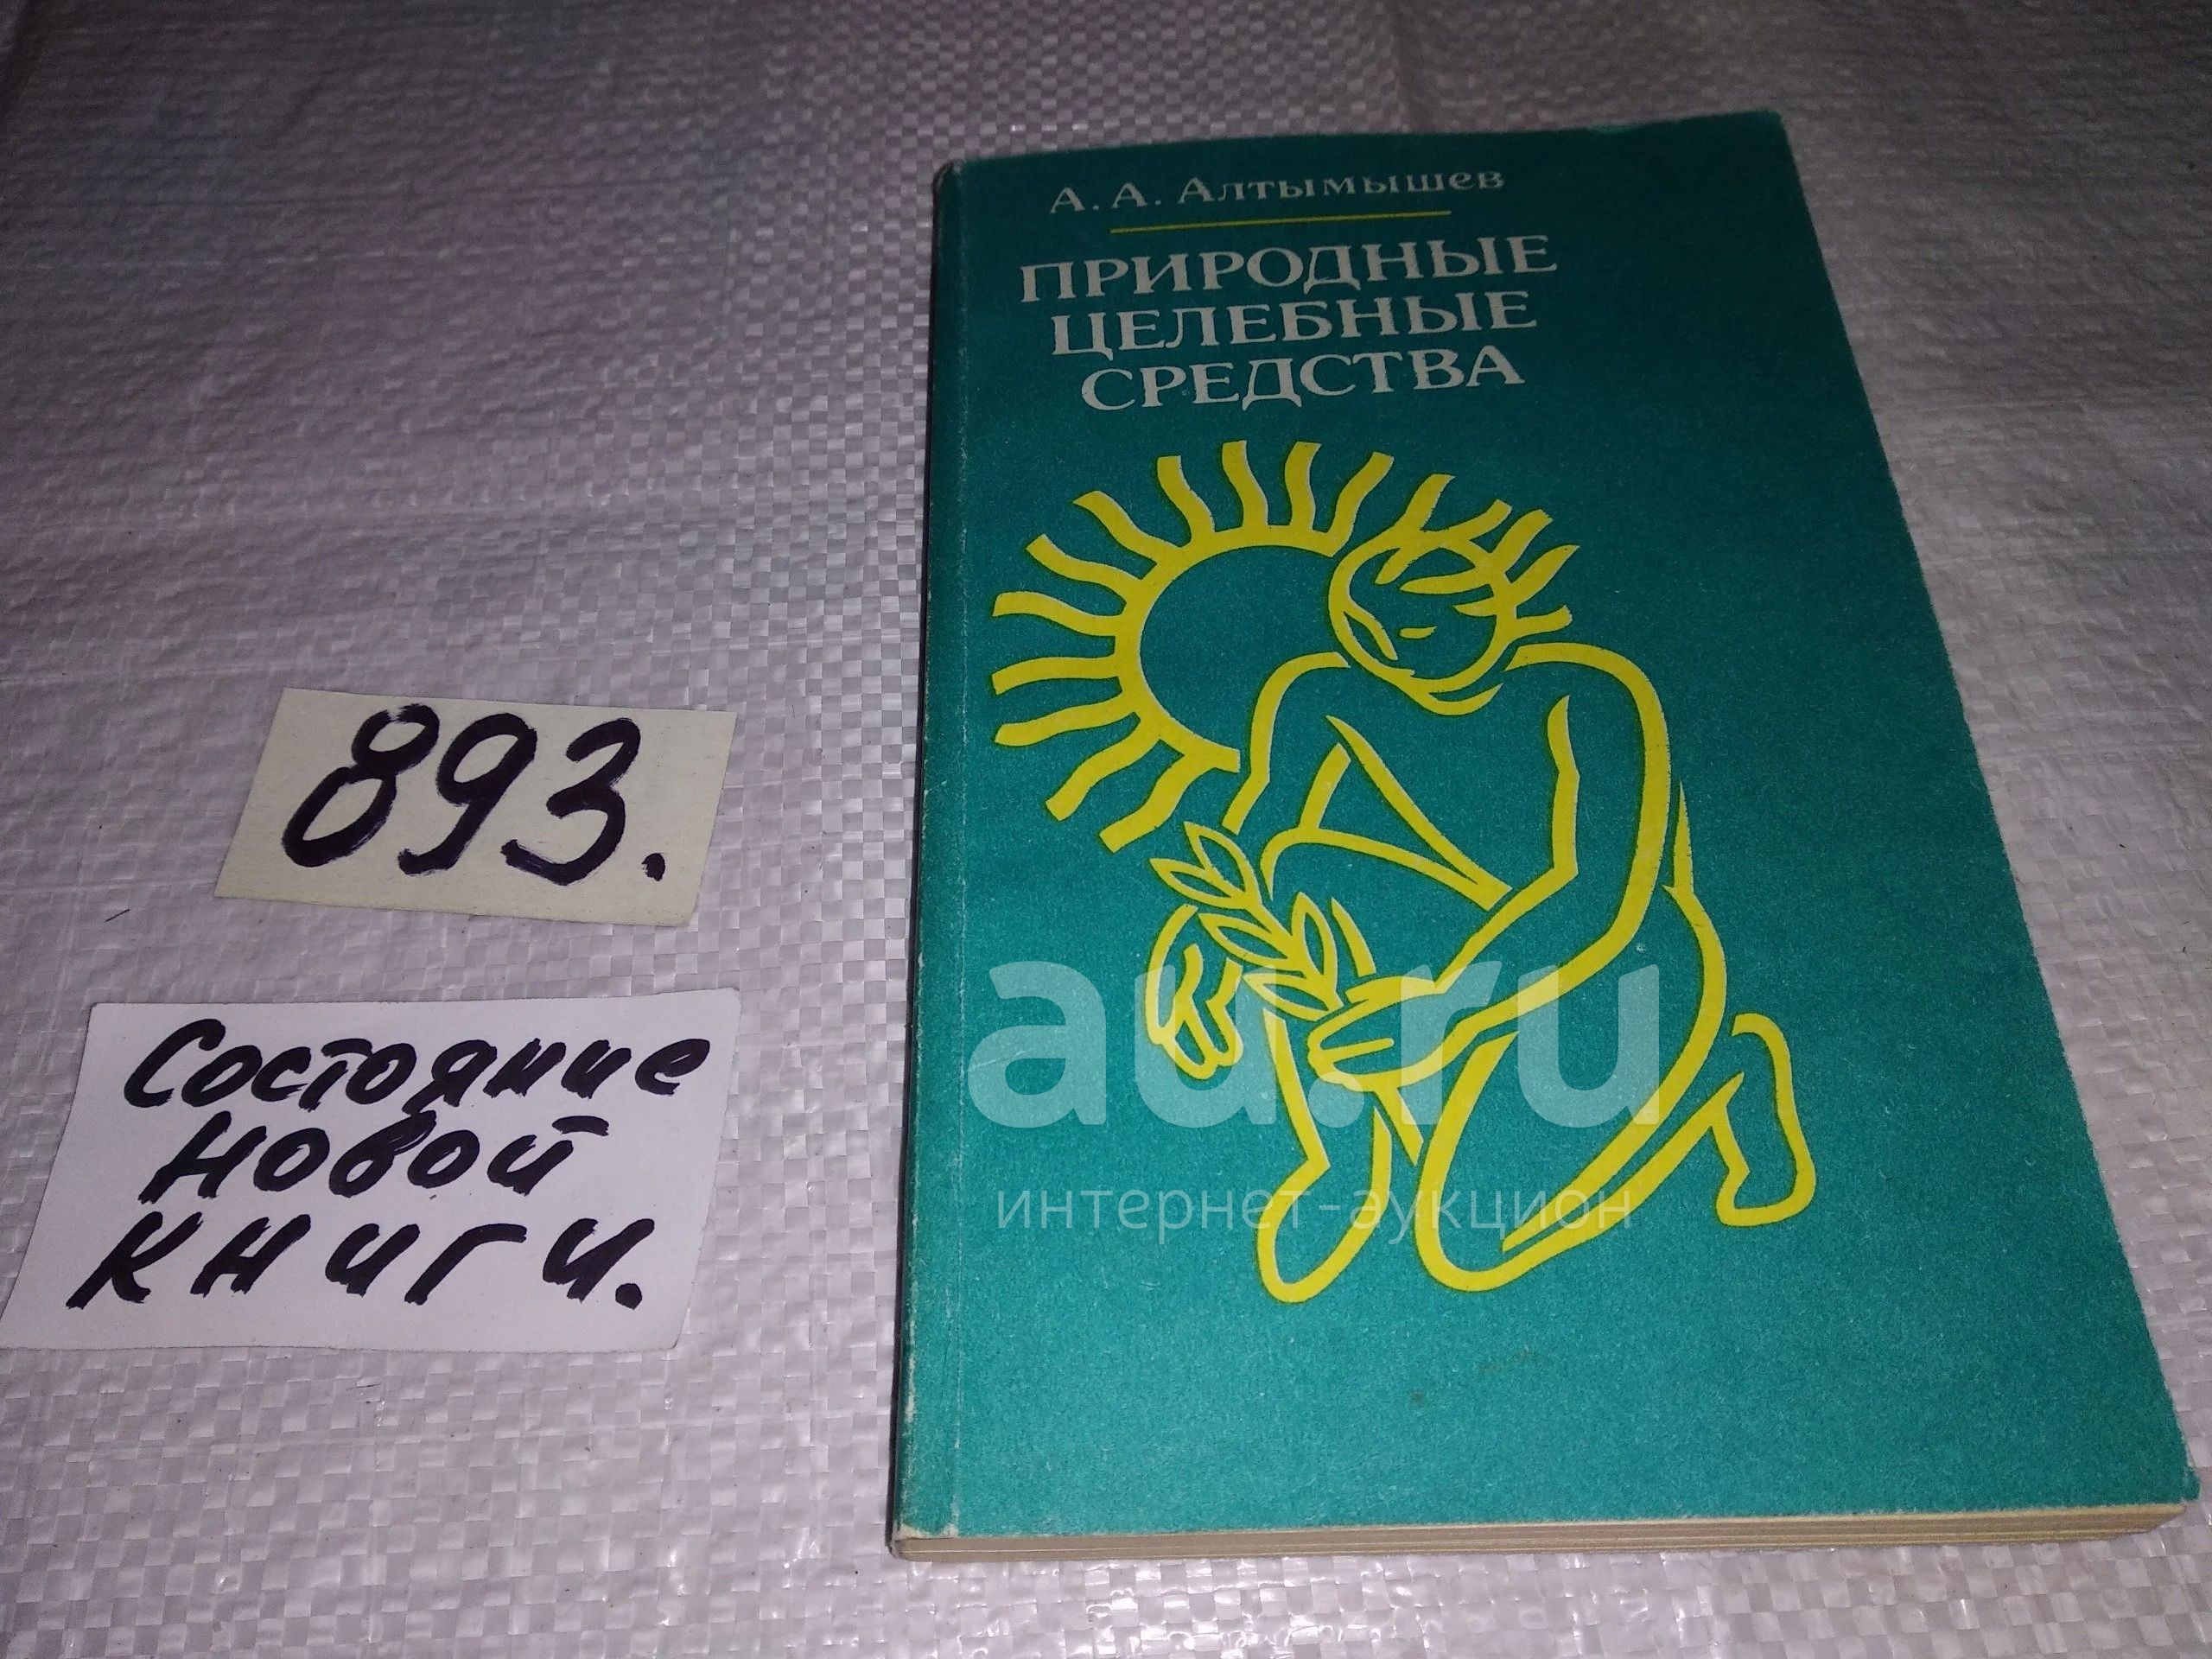 А. А. Алтымышев
ПРИРОДНЫЕ
ЦЕЛЕБНЫЕ
СРЕДСТВА
893.
Состояние
новой
книги.
au.ru
интернет-аукцион